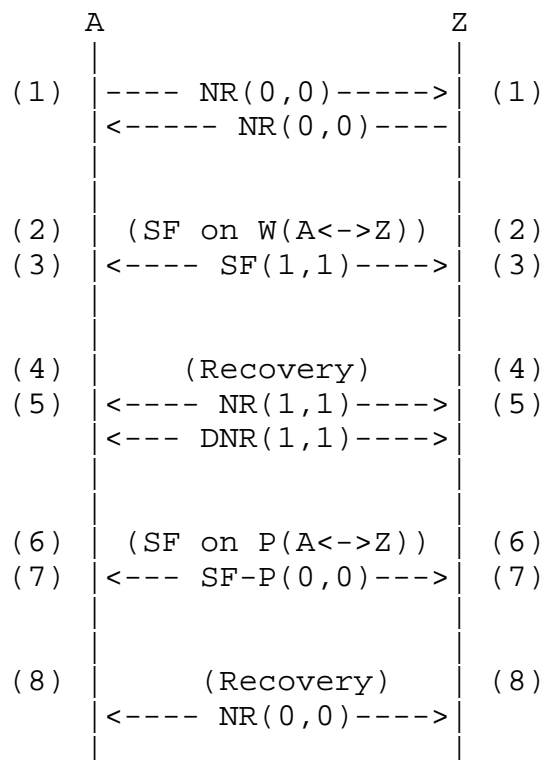 A Z
(1) |---- NR(0,0)----->| (1)
|<----- NR(0,0)----|
(2) | (SF on W(A<->Z)) | (2)
(3) |<---- SF(1,1)---->| (3)
(4) | (Recovery) | (4)
(5) |<---- NR(1,1)---->| (5)
|<--- DNR(1,1)---->|
(6) | (SF on P(A<->Z)) | (6)
(7) |<--- SF-P(0,0)--->| (7)
(8) | (Recovery) | (8)
|<---- NR(0,0)---->|